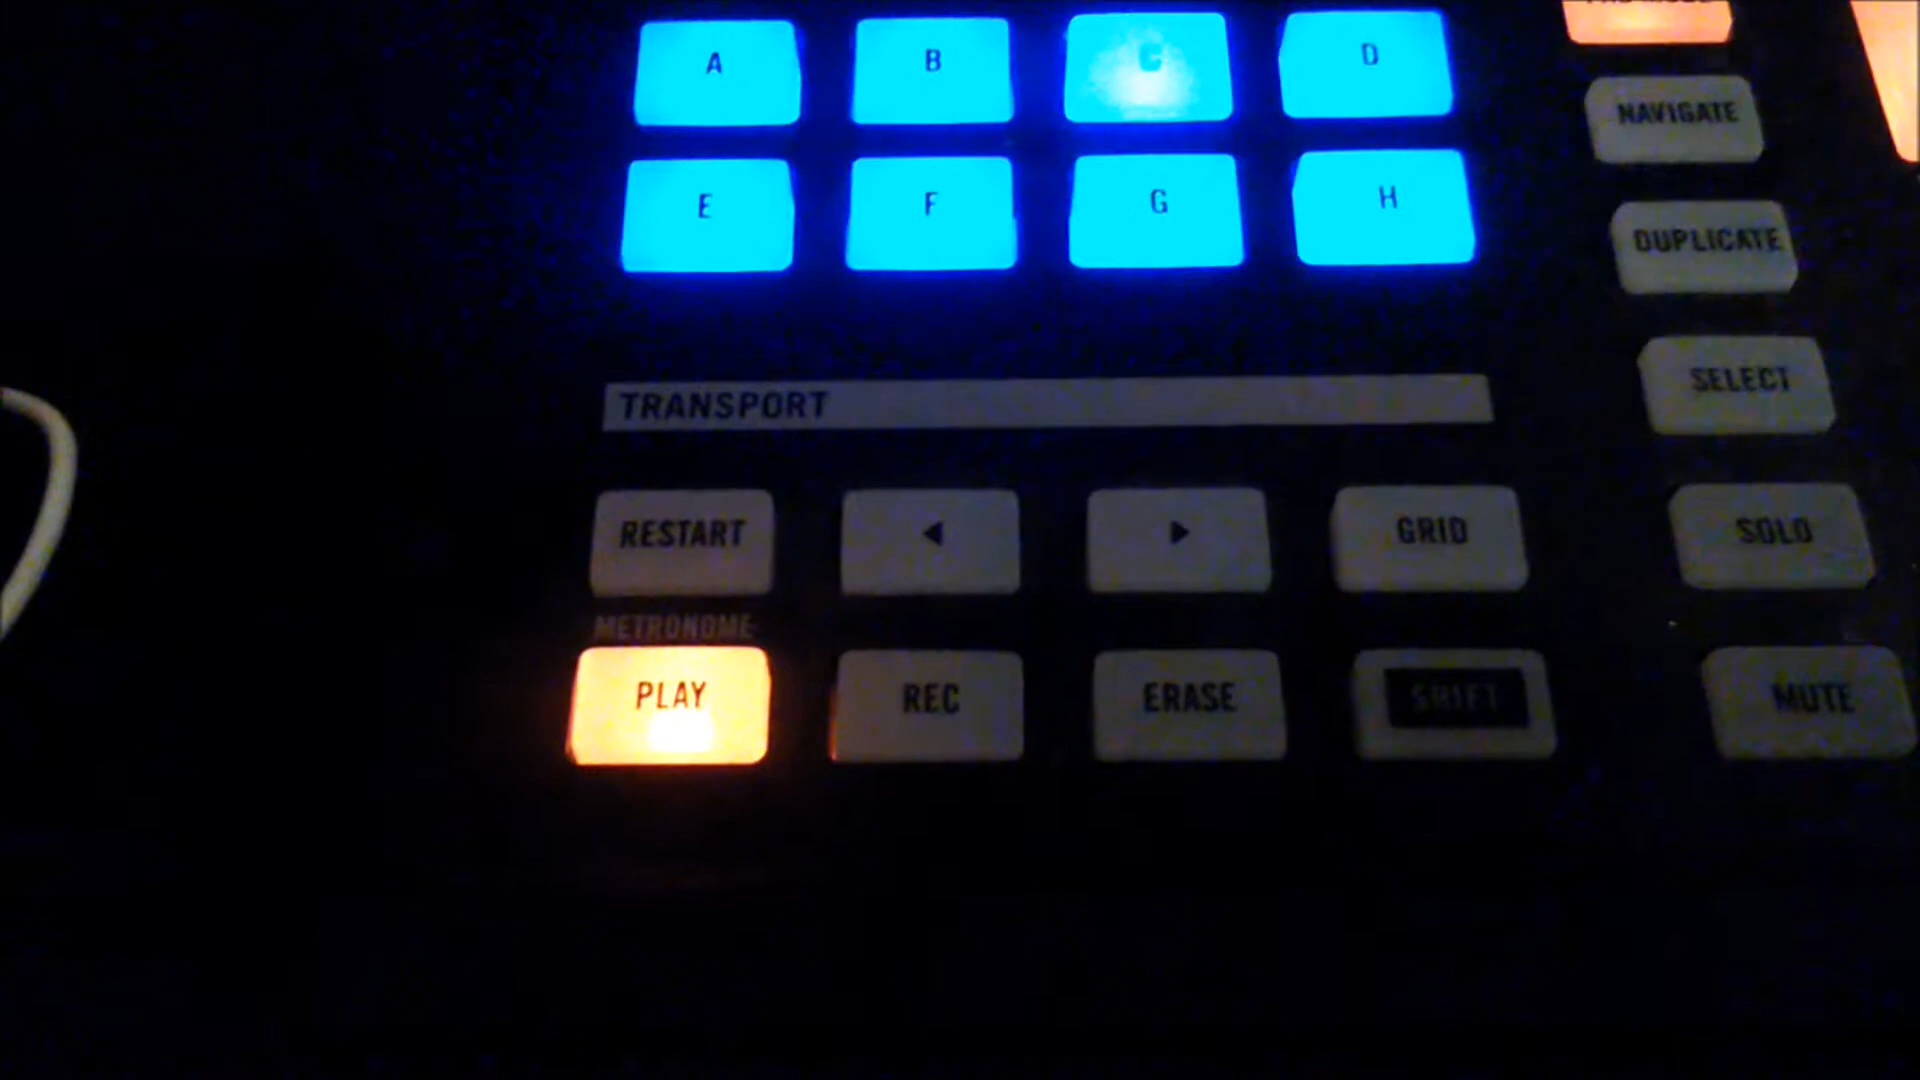 A B C D
NAVIGATE
E F G H
DUPLICATE
SELECT
TRANSPORT
RESTART ◀ ▶ GRID
SOLO
METRONOME
PLAY REC ERASE SHIFT
MUTE